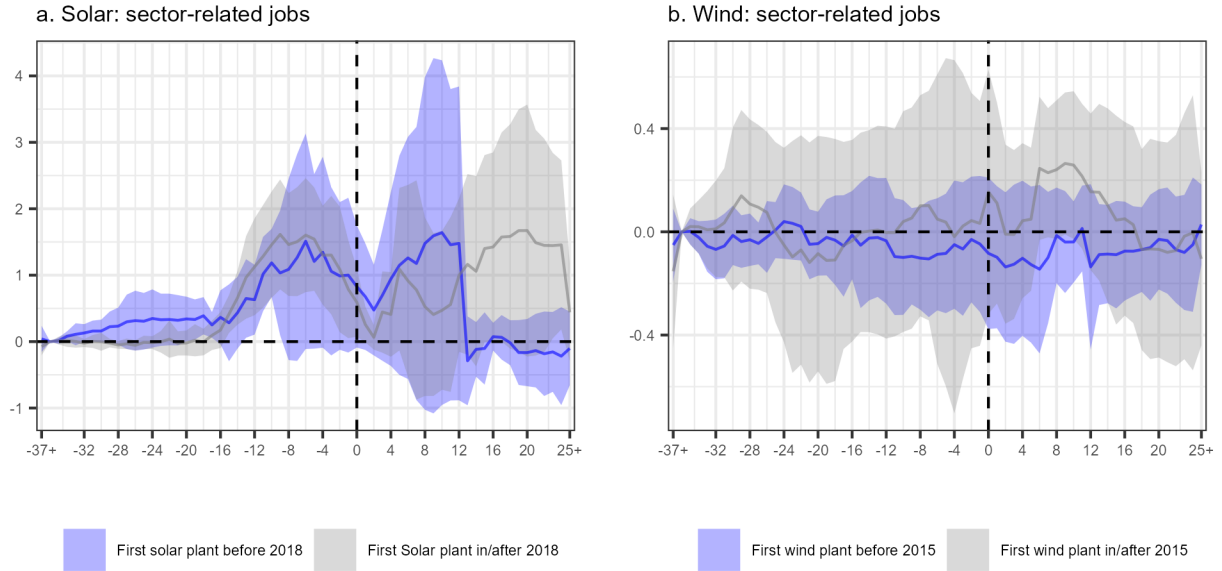 a. Solar: sector-related jobs
4
3
2
1
0
-1
-37+ -32 -28 -24 -20 -16 -12 -8 -4 0 4 8 12 16 20 25+
First solar plant before 2018
First Solar plant in/after 2018
b. Wind: sector-related jobs
0.4
0.0
-0.4
-37+ -32 -28 -24 -20 -16 -12 -8 -4 0 4 8 12 16 20 25+
First wind plant before 2015
First wind plant in/after 2015